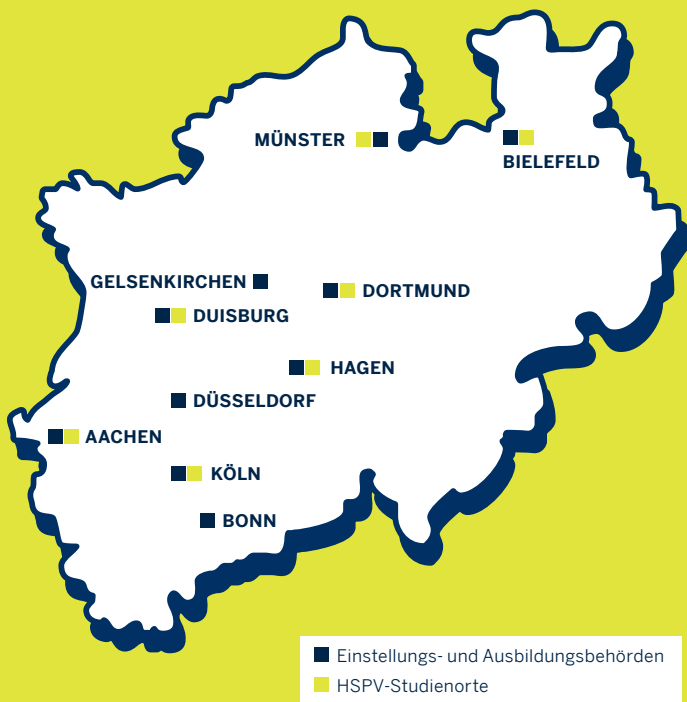 MÜNSTER
BIELEFELD
GELSENKIRCHEN
DORTMUND
DUISBURG
HAGEN
DÜSSELDORF
AACHEN
KÖLN
BONN
Einstellungs- und Ausbildungsbehörden
HSPV-Studienorte